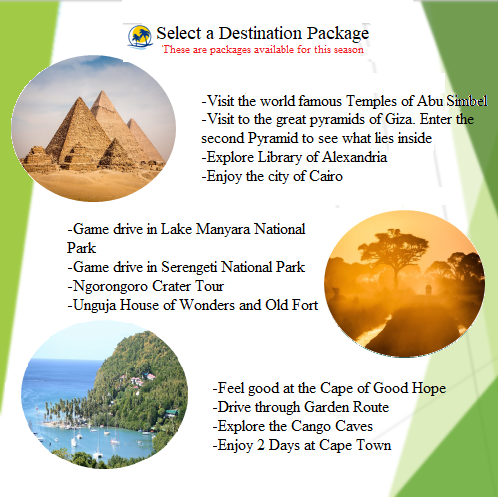 Select a Destination Package
'These are packages available for this season
-Visit the world famous Temples of Abu Simbel
-Visit to the great pyramids of Giza. Enter the
second Pyramid to see what lies inside
-Explore Library of Alexandria
-Enjoy the city of Cairo
-Game drive in Lake Manyara National
Park
-Game drive in Serengeti National Park
-Ngorongoro Crater Tour
-Unguja House of Wonders and Old Fort
-Feel good at the Cape of Good Hope
-Drive through Garden Route
-Explore the Cango Caves
-Enjoy 2 Days at Cape Town